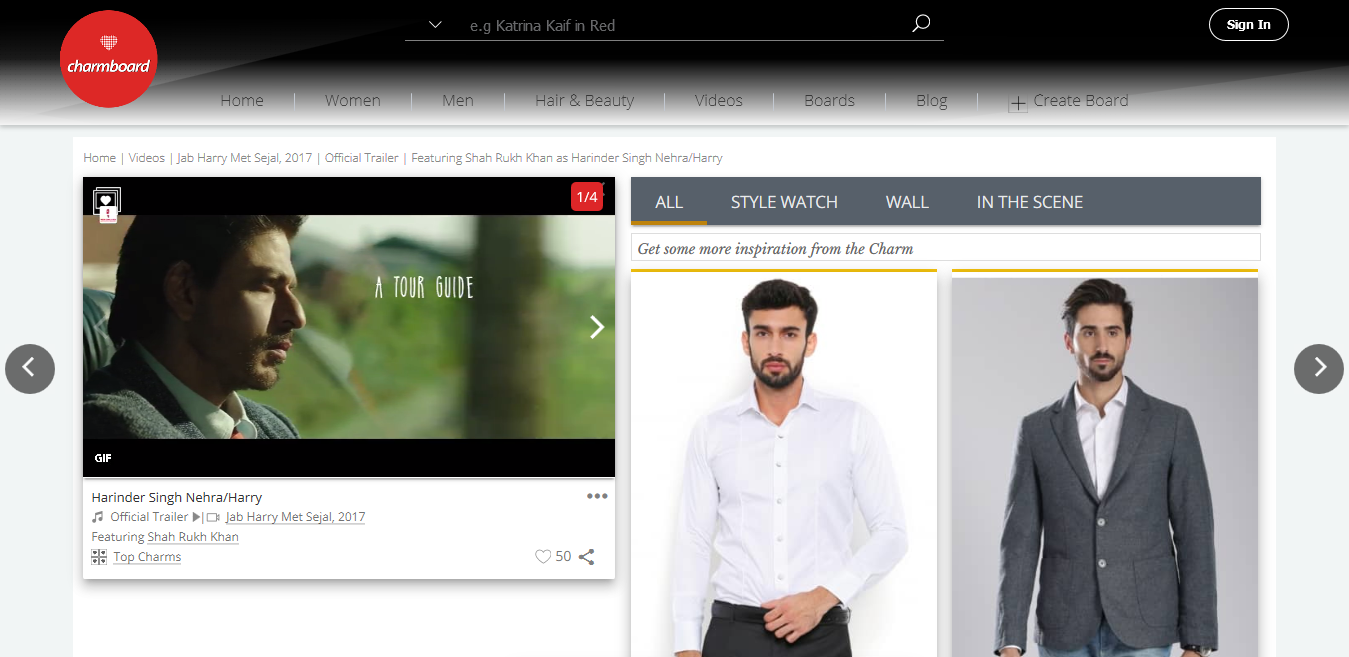 e.g Katrina Kaif in Red
Sign In
charmboard
Home
Women
Men
Hair & Beauty
Videos
Boards
Blog
Create Board
Home | Videos | Jab Harry Met Sejal, 2017 | Official Trailer | Featuring Shah Rukh Khan as Harinder Singh Nehra/Harry
1/4
A TOUR GUIDE
GIF
Harinder Singh Nehra/Harry
Official Trailer | Jab Harry Met Sejal, 2017
Featuring Shah Rukh Khan
Top Charms
50
ALL
STYLE WATCH
WALL
IN THE SCENE
Get some more inspiration from the Charm